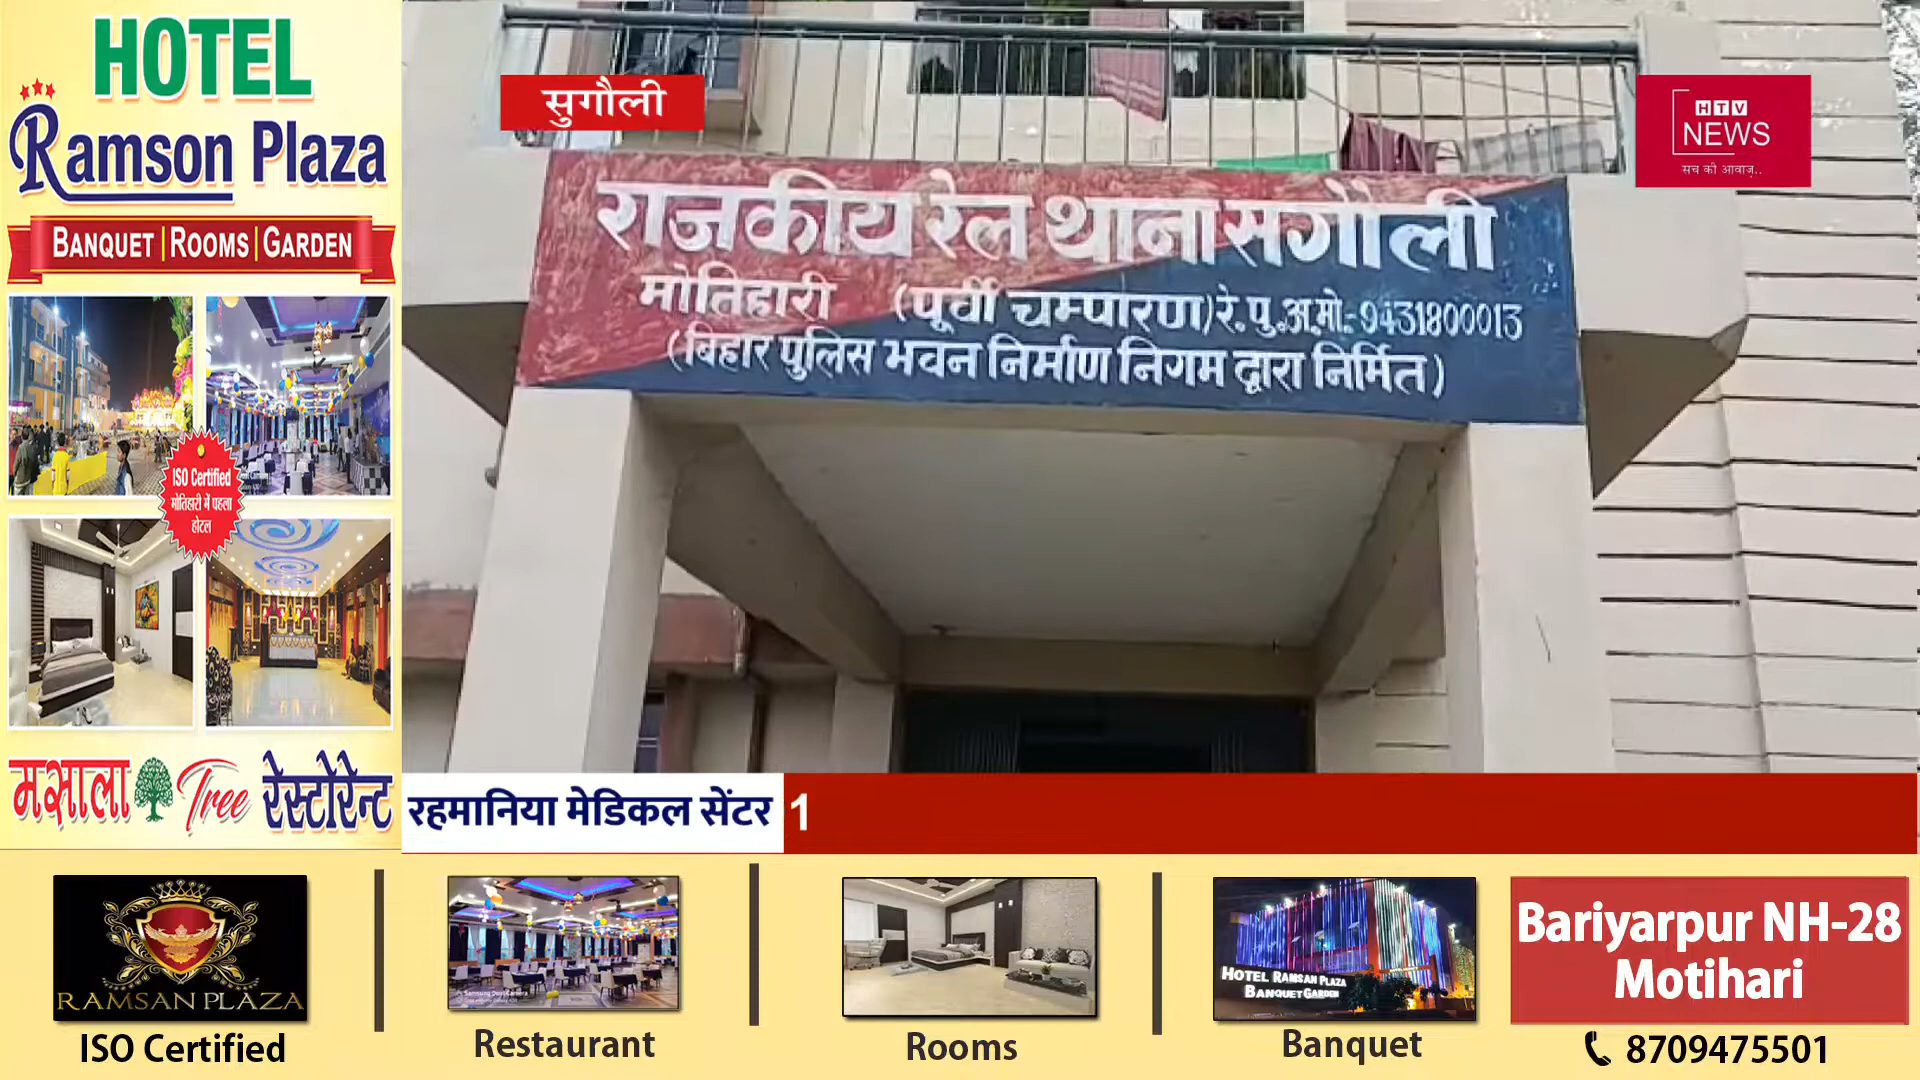 HOTEL
Ramson Plaza
BANQUET | ROOMS | GARDEN
ISO Certified
मोतिहारी में पहला
होटल
मसाला Tree रेस्टोरेन्ट
सुगौली
HTV
NEWS
सच की आवाज़..
राजकीय रेल थाना सगौली
मोतिहारी (पूर्वी चम्पारण) रे.पु.अ.मो.:-9431800013
(बिहार पुलिस भवन निर्माण निगम द्वारा निर्मित)
रहमानिया मेडिकल सेंटर 1
RAMSAN PLAZA
ISO Certified
Restaurant
Rooms
HOTEL RAMSAN PLAZA
BANQUET GARDEN
Banquet
Bariyarpur NH-28
Motihari
8709475501